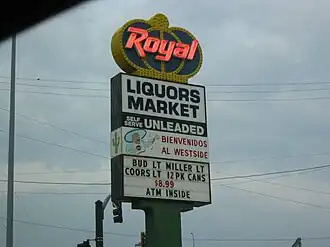 Royal
LIQUORS
MARKET
SELF SERVE UNLEADED
BIENVENIDOS
AL WESTSIDE
BUD LT MILLER LT
COORS LT 12PK CANS
$8.99
ATM INSIDE